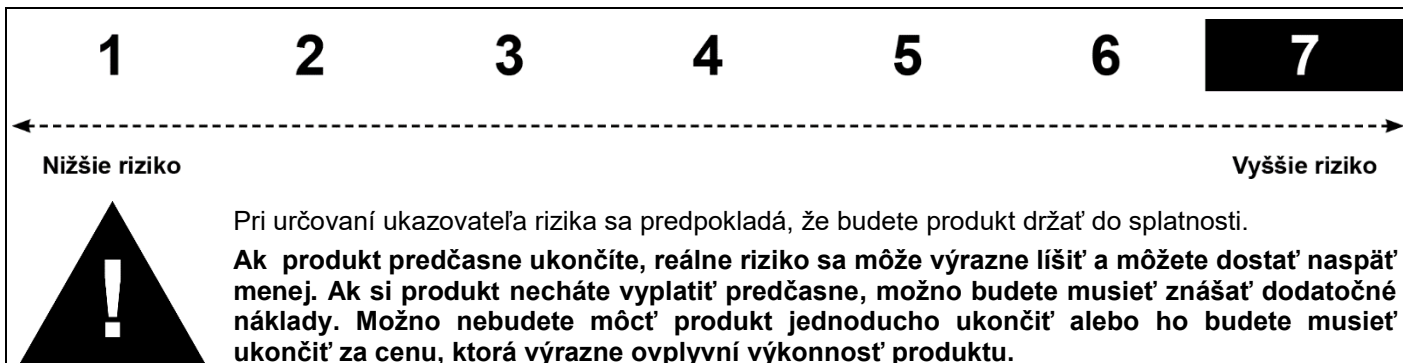 1 2 3 4 5 6 7
Nižšie riziko Vyššie riziko
Pri určovaní ukazovateľa rizika sa predpokladá, že budete produkt držať do splatnosti.
Ak produkt predčasne ukončíte, reálne riziko sa môže výrazne líšiť a môžete dostať naspäť
menej. Ak si produkt necháte vyplatiť predčasne, možno budete musieť znášať dodatočné
náklady. Možno nebudete môcť produkt jednoducho ukončiť alebo ho budete musieť
ukončiť za cenu, ktorá výrazne ovplyvní výkonnosť produktu.
!